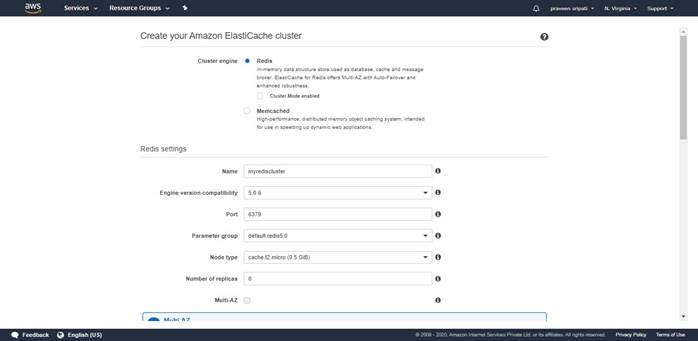 aws Services Resource Groups praveen sripati N. Virginia Support
Create your Amazon ElastiCache cluster
Cluster engine Redis
In-memory data structure store used as database, cache and message
broker. ElastiCache for Redis offers Multi-AZ with Auto-Failover and
enhanced robustness.
Cluster Mode enabled
Memcached
High-performance, distributed memory object caching system, intended
for use in speeding up dynamic web applications.
Redis settings
Name myrediscluster
Engine version compatibility 5.0.6
Port 6379
Parameter group default.redis5.0
Node type cache.t2.micro (0.5 GiB)
Number of replicas 0
Multi-AZ
Multi-AZ
Feedback English (US) © 2008 - 2020, Amazon Internet Services Private Ltd. or its affiliates. All rights reserved. Privacy Policy Terms of Use